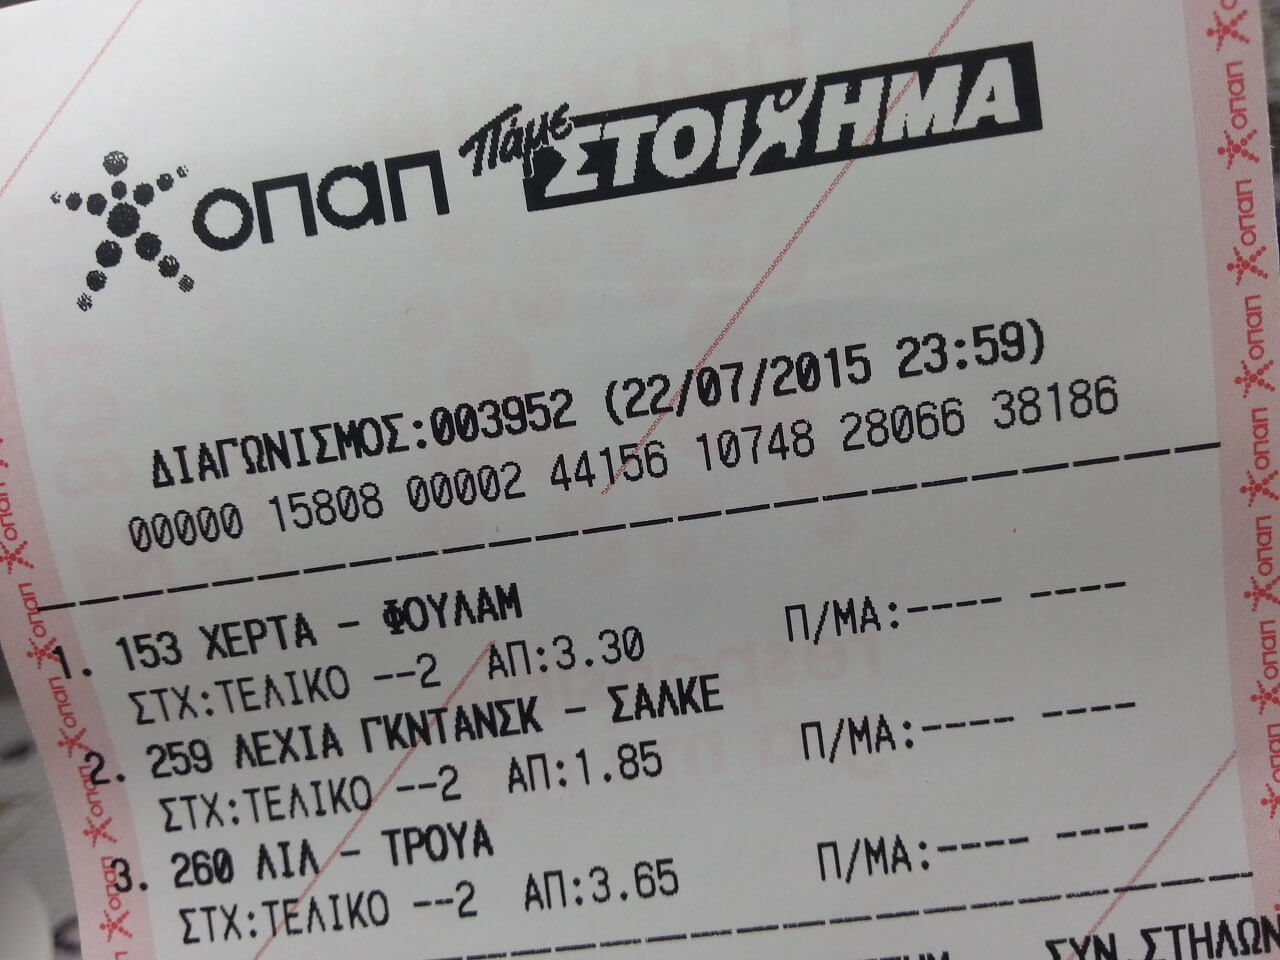 οπαπ Πάμε ΣΤΟΙΧΗΜΑ
ΔΙΑΓΩΝΙΣΜΟΣ:003952 (22/07/2015 23:59)
00000 15808 00002 44156 10748 28066 38186
1. 153 ΧΕΡΤΑ - ΦΟΥΛΑΜ
ΣΤΧ:ΤΕΛΙΚΟ --2 ΑΠ:3.30 Π/ΜΑ:---- ----
2. 259 ΛΕΧΙΑ ΓΚΝΤΑΝΣΚ - ΣΑΛΚΕ
ΣΤΧ:ΤΕΛΙΚΟ --2 ΑΠ:1.85 Π/ΜΑ:---- ----
3. 260 ΛΙΛ - ΤΡΟΥΑ
ΣΤΧ:ΤΕΛΙΚΟ --2 ΑΠ:3.65 Π/ΜΑ:---- ----
ΣΥΝ.ΣΤΗΛΩΝ